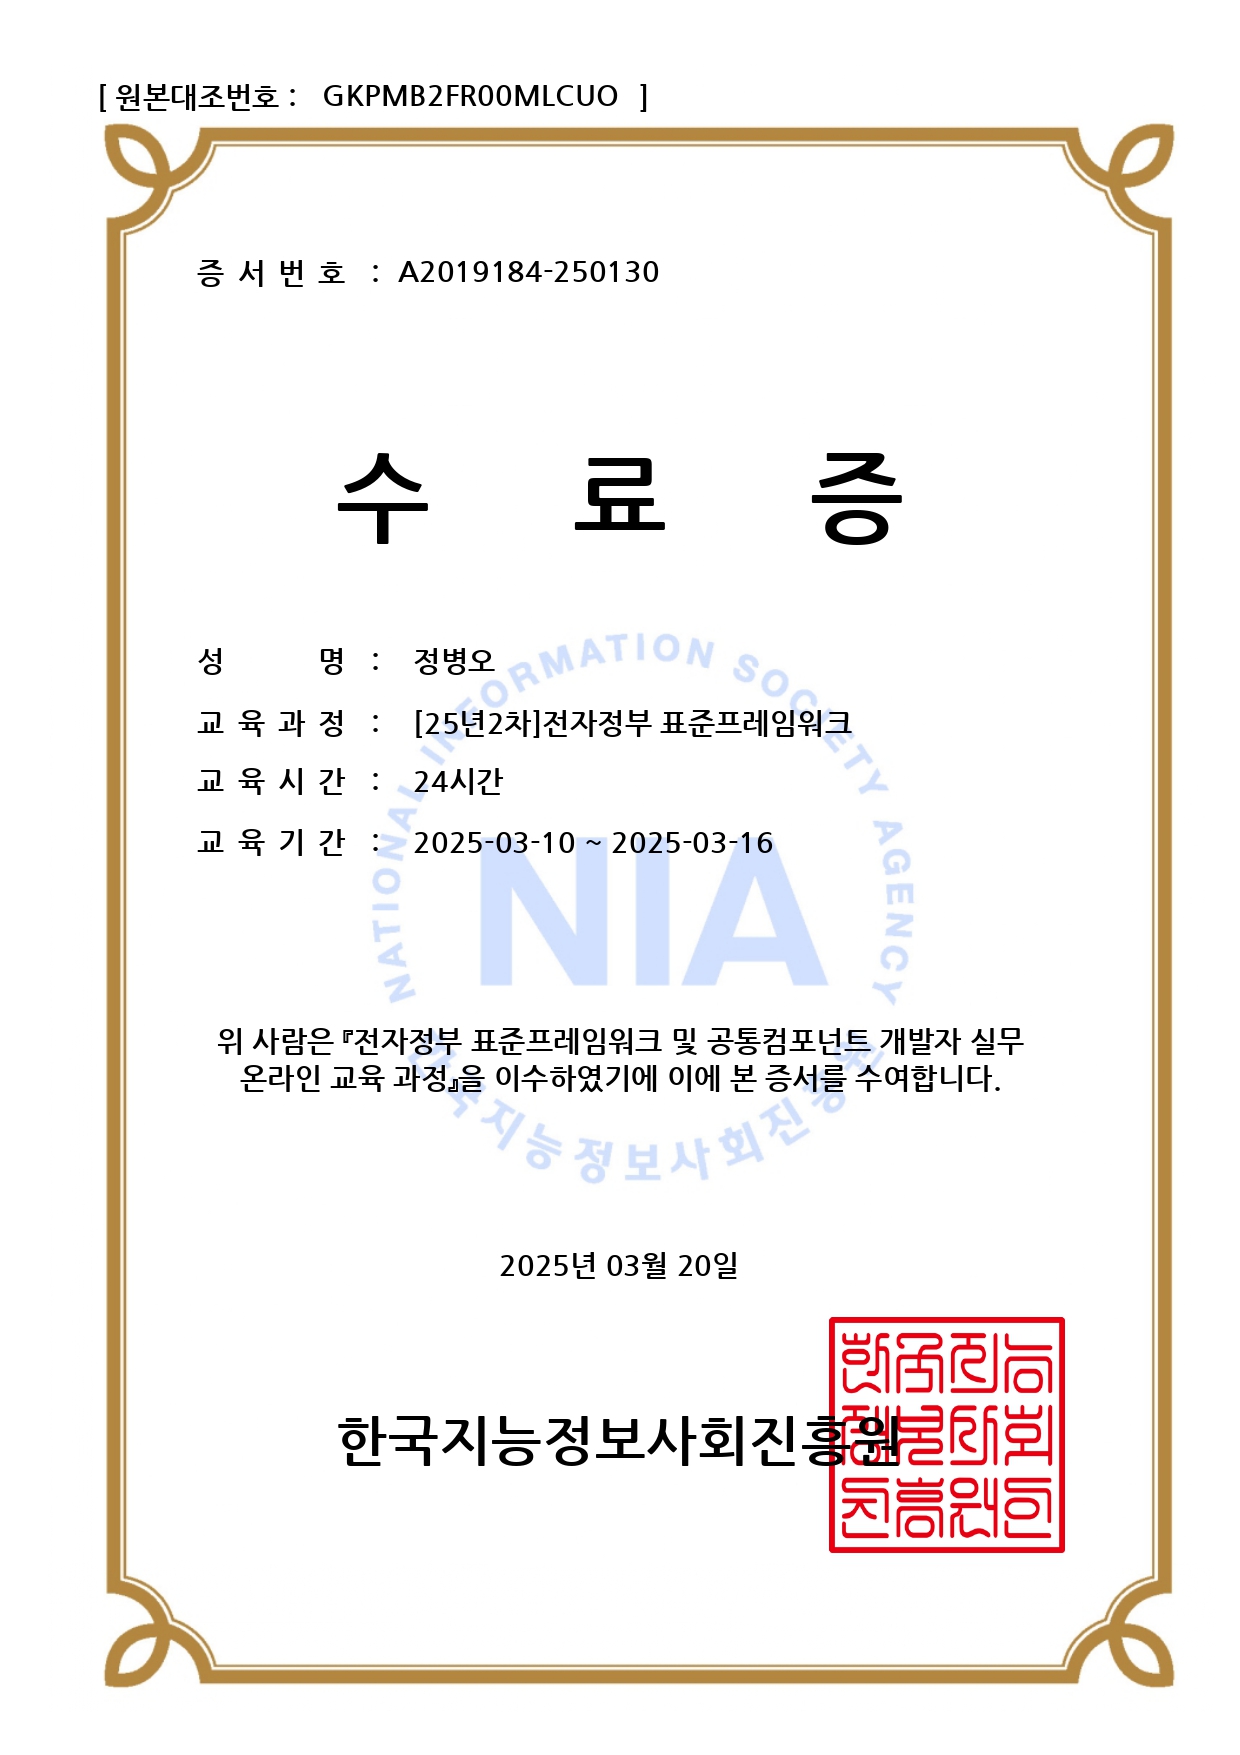 [ 원본대조번호 : GKPMB2FR00MLCUO ]
증 서 번 호 : A2019184-250130
수 료 증
성 명 : 정병오
교 육 과 정 : [25년2차]전자정부 표준프레임워크
교 육 시 간 : 24시간
교 육 기 간 : 2025-03-10 ~ 2025-03-16
NATIONAL INFORMATION SOCIETY AGENCY
NIA
위 사람은 『전자정부 표준프레임워크 및 공통컴포넌트 개발자 실무
온라인 교육 과정』을 이수하였기에 이에 본 증서를 수여합니다.
한국지능정보사회진흥원
2025년 03월 20일
한국지능정보사회진흥원
한국지능
정보사회
진흥원인